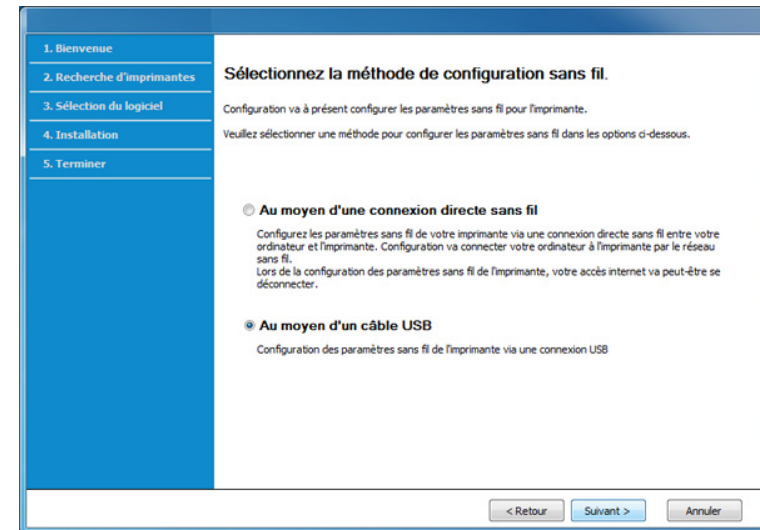 1. Bienvenue
2. Recherche d'imprimantes
3. Sélection du logiciel
4. Installation
5. Terminer
Sélectionnez la méthode de configuration sans fil.
Configuration va à présent configurer les paramètres sans fil pour l'imprimante.
Veuillez sélectionner une méthode pour configurer les paramètres sans fil dans les options ci-dessous.
Au moyen d'une connexion directe sans fil
Configurez les paramètres sans fil de votre imprimante via une connexion directe sans fil entre votre
ordinateur et l'imprimante. Configuration va connecter votre ordinateur à l'imprimante par le réseau
sans fil.
Lors de la configuration des paramètres sans fil de l'imprimante, votre accès internet va peut-être se
déconnecter.
Au moyen d'un câble USB
Configuration des paramètres sans fil de l'imprimante via une connexion USB
< Retour
Suivant >
Annuler